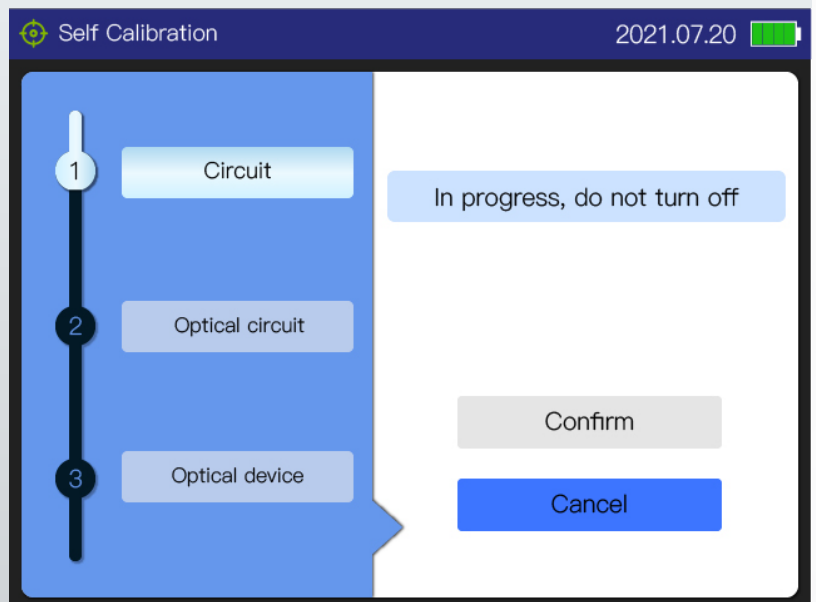 Self Calibration
2021.07.20
1
Circuit
In progress, do not turn off
2
Optical circuit
Confirm
3
Optical device
Cancel